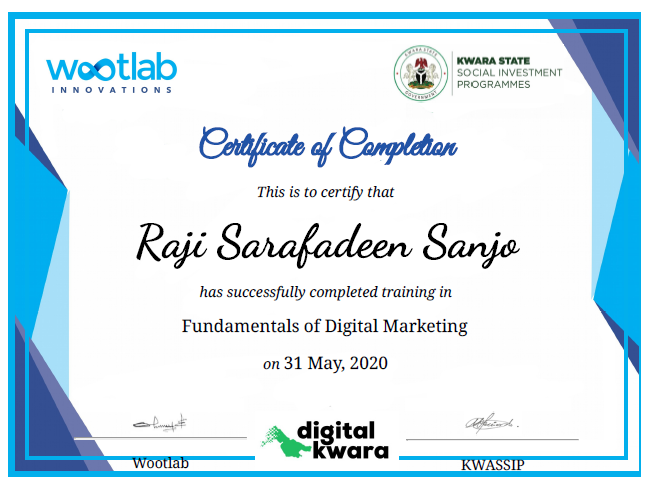 wootlab
INNOVATIONS
KWARA STATE
GOVERNMENT
KWARA STATE
SOCIAL INVESTMENT
PROGRAMMES
Certificate of Completion
This is to certify that
Raji Sarafadeen Sanjo
has successfully completed training in
Fundamentals of Digital Marketing
on 31 May, 2020
digital
kwara
Wootlab
KWASSIP